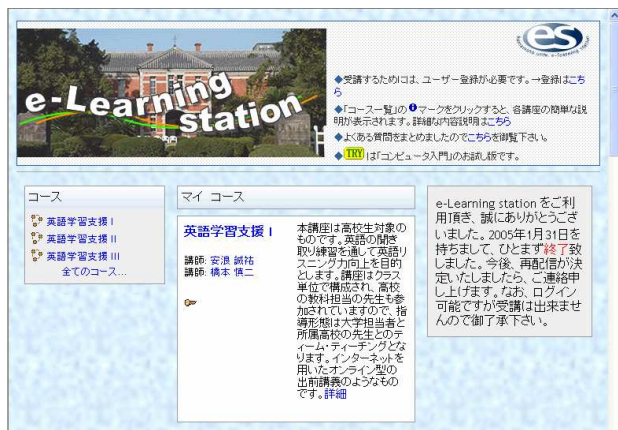 es
e-Learning
station
◆受講するためには、ユーザー登録が必要です。→登録はこち
ら
◆「コース一覧」の マークをクリックすると、各講座の簡単な説
明が表示されます。詳細な内容説明はこちら
◆よくある質問をまとめましたのでこちらを御覧下さい。
◆TRYは「コンピュータ入門」のお試し版です。
コース
英語学習支援 I
英語学習支援 II
英語学習支援 III
全てのコース...
マイ コース
英語学習支援 I
講師: 安浪 誠祐
講師: 橋本 慎二
本講座は高校生対象の
ものです。英語の聞き
取り練習を通して英語リ
スニング力向上を目的
とします。講座はクラス
単位で構成され、高校
の教科担当の先生も参
加されていますので、指
導形態は大学担当者と
所属高校の先生とのテ
ィーム・ティーチングとな
ります。インターネットを
用いたオンライン型の
出前講義のようなもの
です。詳細
e-Learning station をご利
用頂き、誠にありがとうござ
いました。2005年1月31日を
持ちまして、ひとまず終了致
しました。今後、再配信が決
定いたしましたら、ご連絡申
し上げます。なお、ログイン
可能ですが受講は出来ませ
んので御了承下さい。